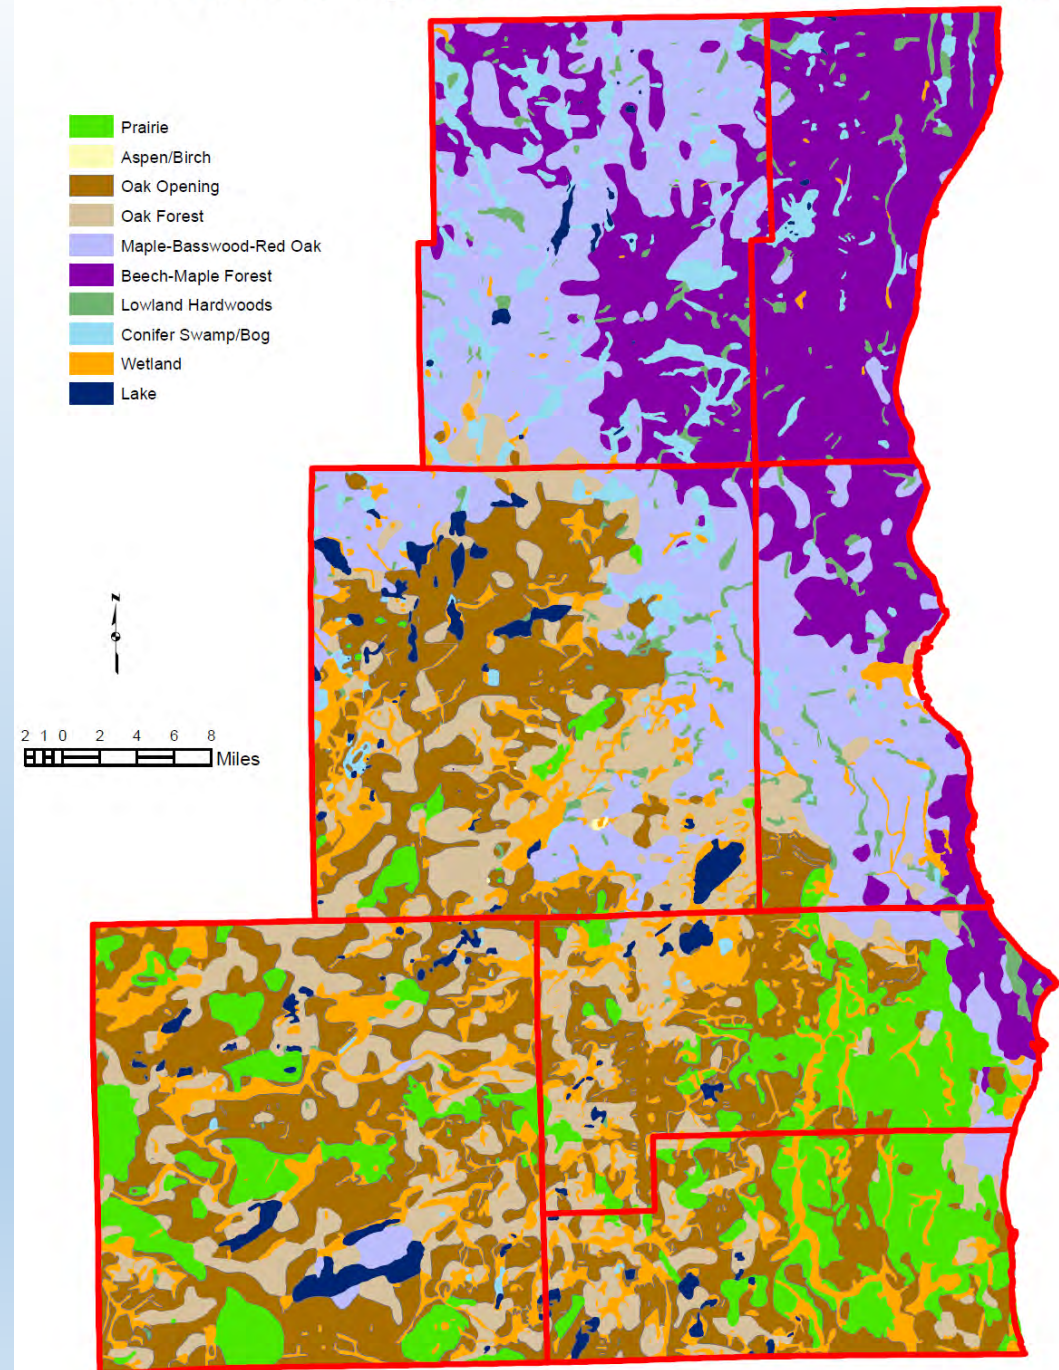 Prairie
Aspen/Birch
Oak Opening
Oak Forest
Maple-Basswood-Red Oak
Beech-Maple Forest
Lowland Hardwoods
Conifer Swamp/Bog
Wetland
Lake
N
2 1 0 2 4 6 8
Miles